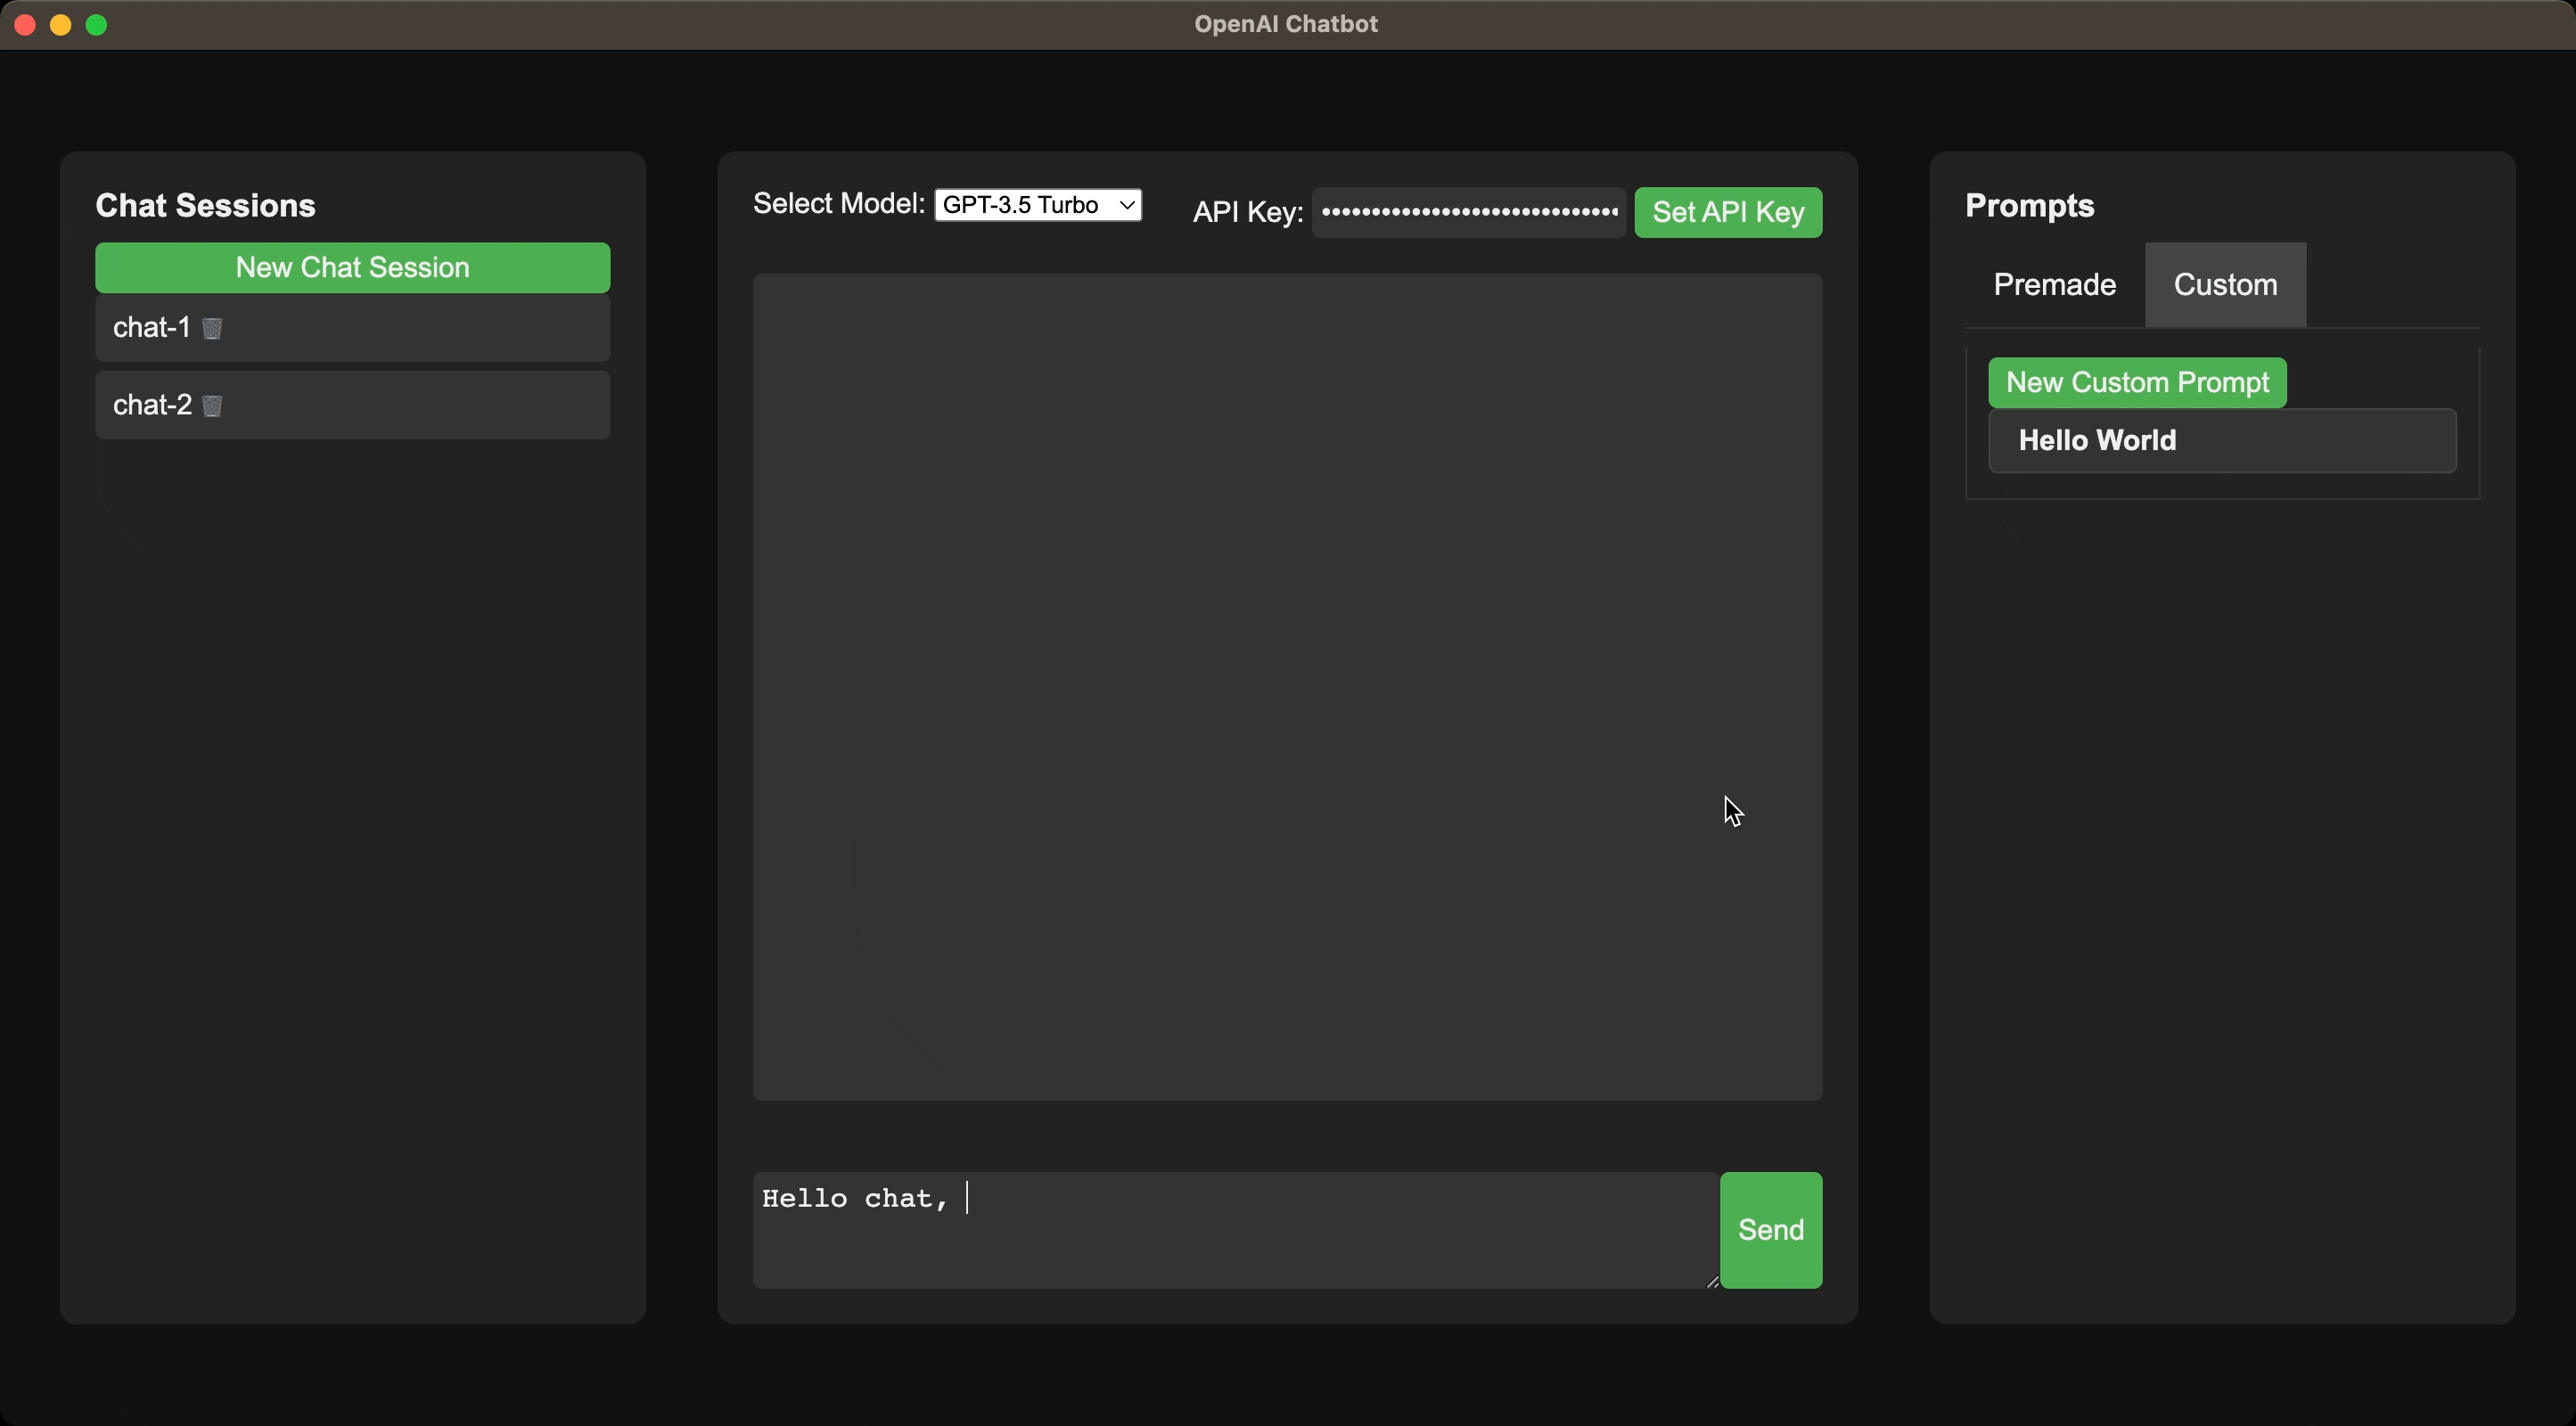 OpenAI Chatbot
Chat Sessions
New Chat Session
chat-1
chat-2
Select Model: GPT-3.5 Turbo
API Key: Set API Key
Hello chat,
Send
Prompts
Premade Custom
New Custom Prompt
Hello World